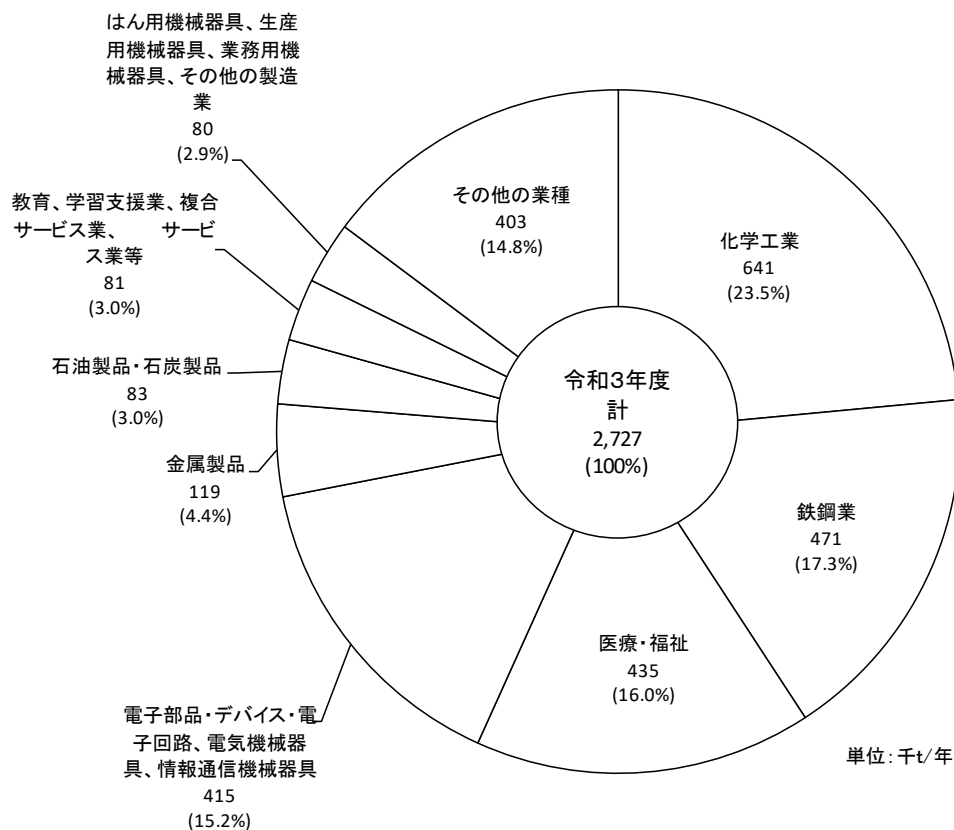 はん用機械器具、生産
用機械器具、業務用機
械器具、その他の製造
業
80
(2.9%)
教育、学習支援業、複合
サービス業、　　サービ
ス業等
81
(3.0%)
石油製品・石炭製品
83
(3.0%)
金属製品
119
(4.4%)
電子部品・デバイス・電
子回路、電気機械器
具、情報通信機械器具
415
(15.2%)
その他の業種
403
(14.8%)
化学工業
641
(23.5%)
令和3年度
計
2,727
(100%)
鉄鋼業
471
(17.3%)
医療・福祉
435
(16.0%)
単位：千t/年